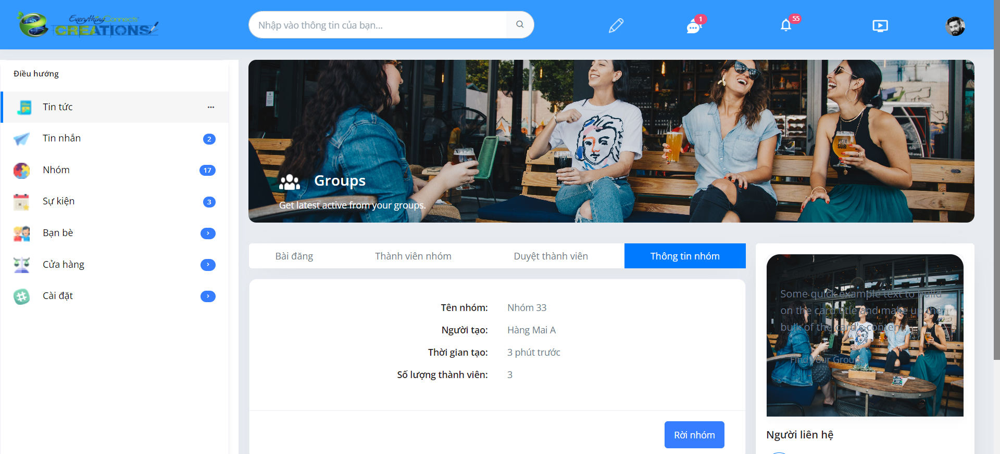 EverythingConnects
CREATIONS
Nhập vào thông tin của bạn...
1
55
Điều hướng
Tin tức
Tin nhắn
2
Nhóm
17
Sự kiện
3
Bạn bè
Cửa hàng
Cài đặt
Groups
Get latest active from your groups.
Bài đăng
Thành viên nhóm
Duyệt thành viên
Thông tin nhóm
Tên nhóm: Nhóm 33
Người tạo: Hàng Mai A
Thời gian tạo: 3 phút trước
Số lượng thành viên: 3
Rời nhóm
Some quick example text to build
on the card title and make up the
bulk of the card's content.
Find Your Groups
Người liên hệ